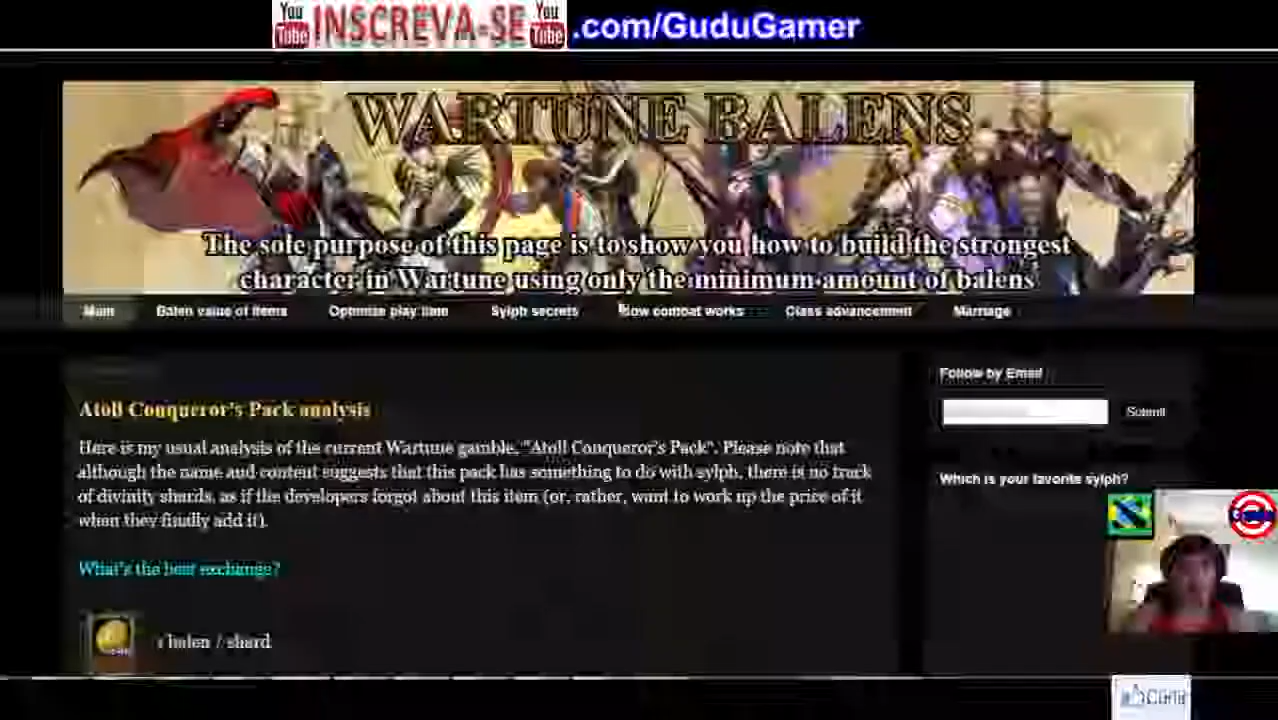 You Tube INSCREVA-SE You Tube .com/GuduGamer
WARTUNE BALENS
The sole purpose of this page is to show you how to build the strongest
character in Wartune using only the minimum amount of balens
Main Balen value of items Optimize play time Sylph secrets How combat works Class advancement Marriage
Follow by Email
Submit
Atoll Conqueror's Pack analysis
Here is my usual analysis of the current Wartune gamble, "Atoll Conqueror's Pack". Please note that
although the name and content suggests that this pack has something to do with sylph, there is no track
of divinity shards, as if the developers forgot about this item (or, rather, want to work up the price of it
when they finally add it).
Which is your favorite sylph?
What's the best exchange?
1 balen / shard